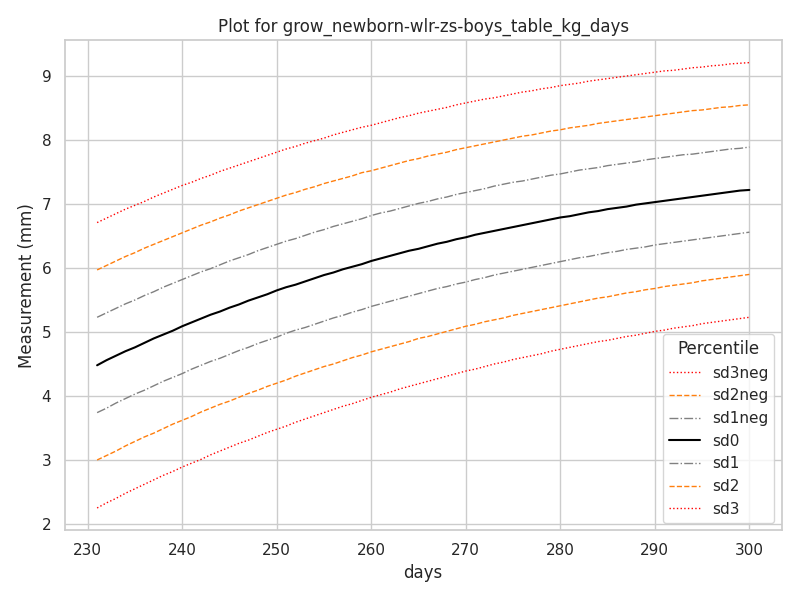 Plot for grow_newborn-wlr-zs-boys_table_kg_days
Measurement (mm)
9
8
7
6
5
4
3
2
230 240 250 260 270 280 290 300
days
Percentile
sd3neg
sd2neg
sd1neg
sd0
sd1
sd2
sd3